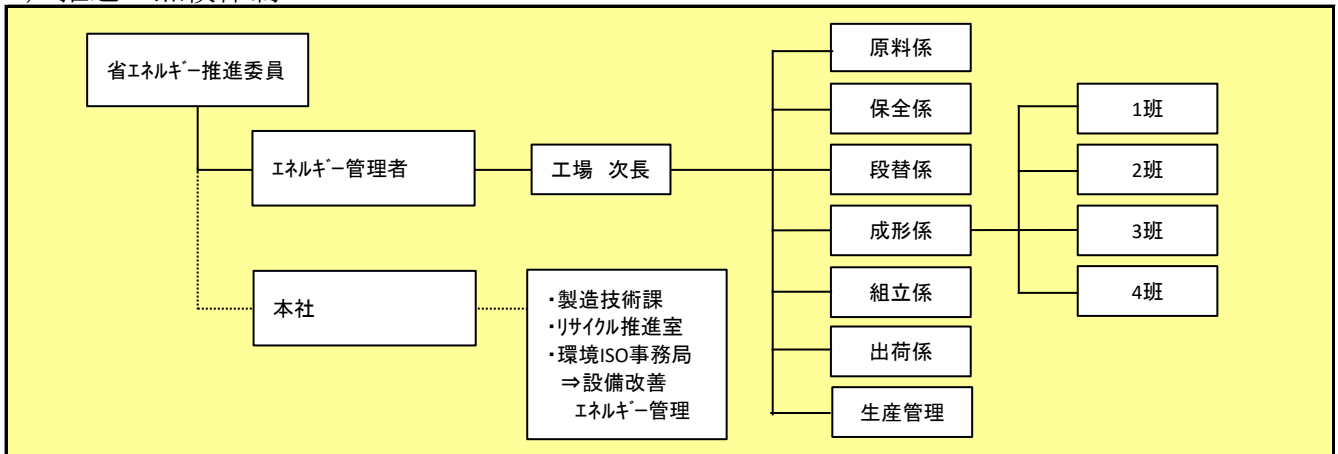 省ｴﾈﾙｷﾞｰ推進委員
ｴﾈﾙｷﾞｰ管理者
工場 次長
本社
・製造技術課
・ﾘｻｲｸﾙ推進室
・環境ISO事務局
⇒設備改善
ｴﾈﾙｷﾞｰ管理
原料係
保全係
段替係
成形係
組立係
出荷係
生産管理
1班
2班
3班
4班